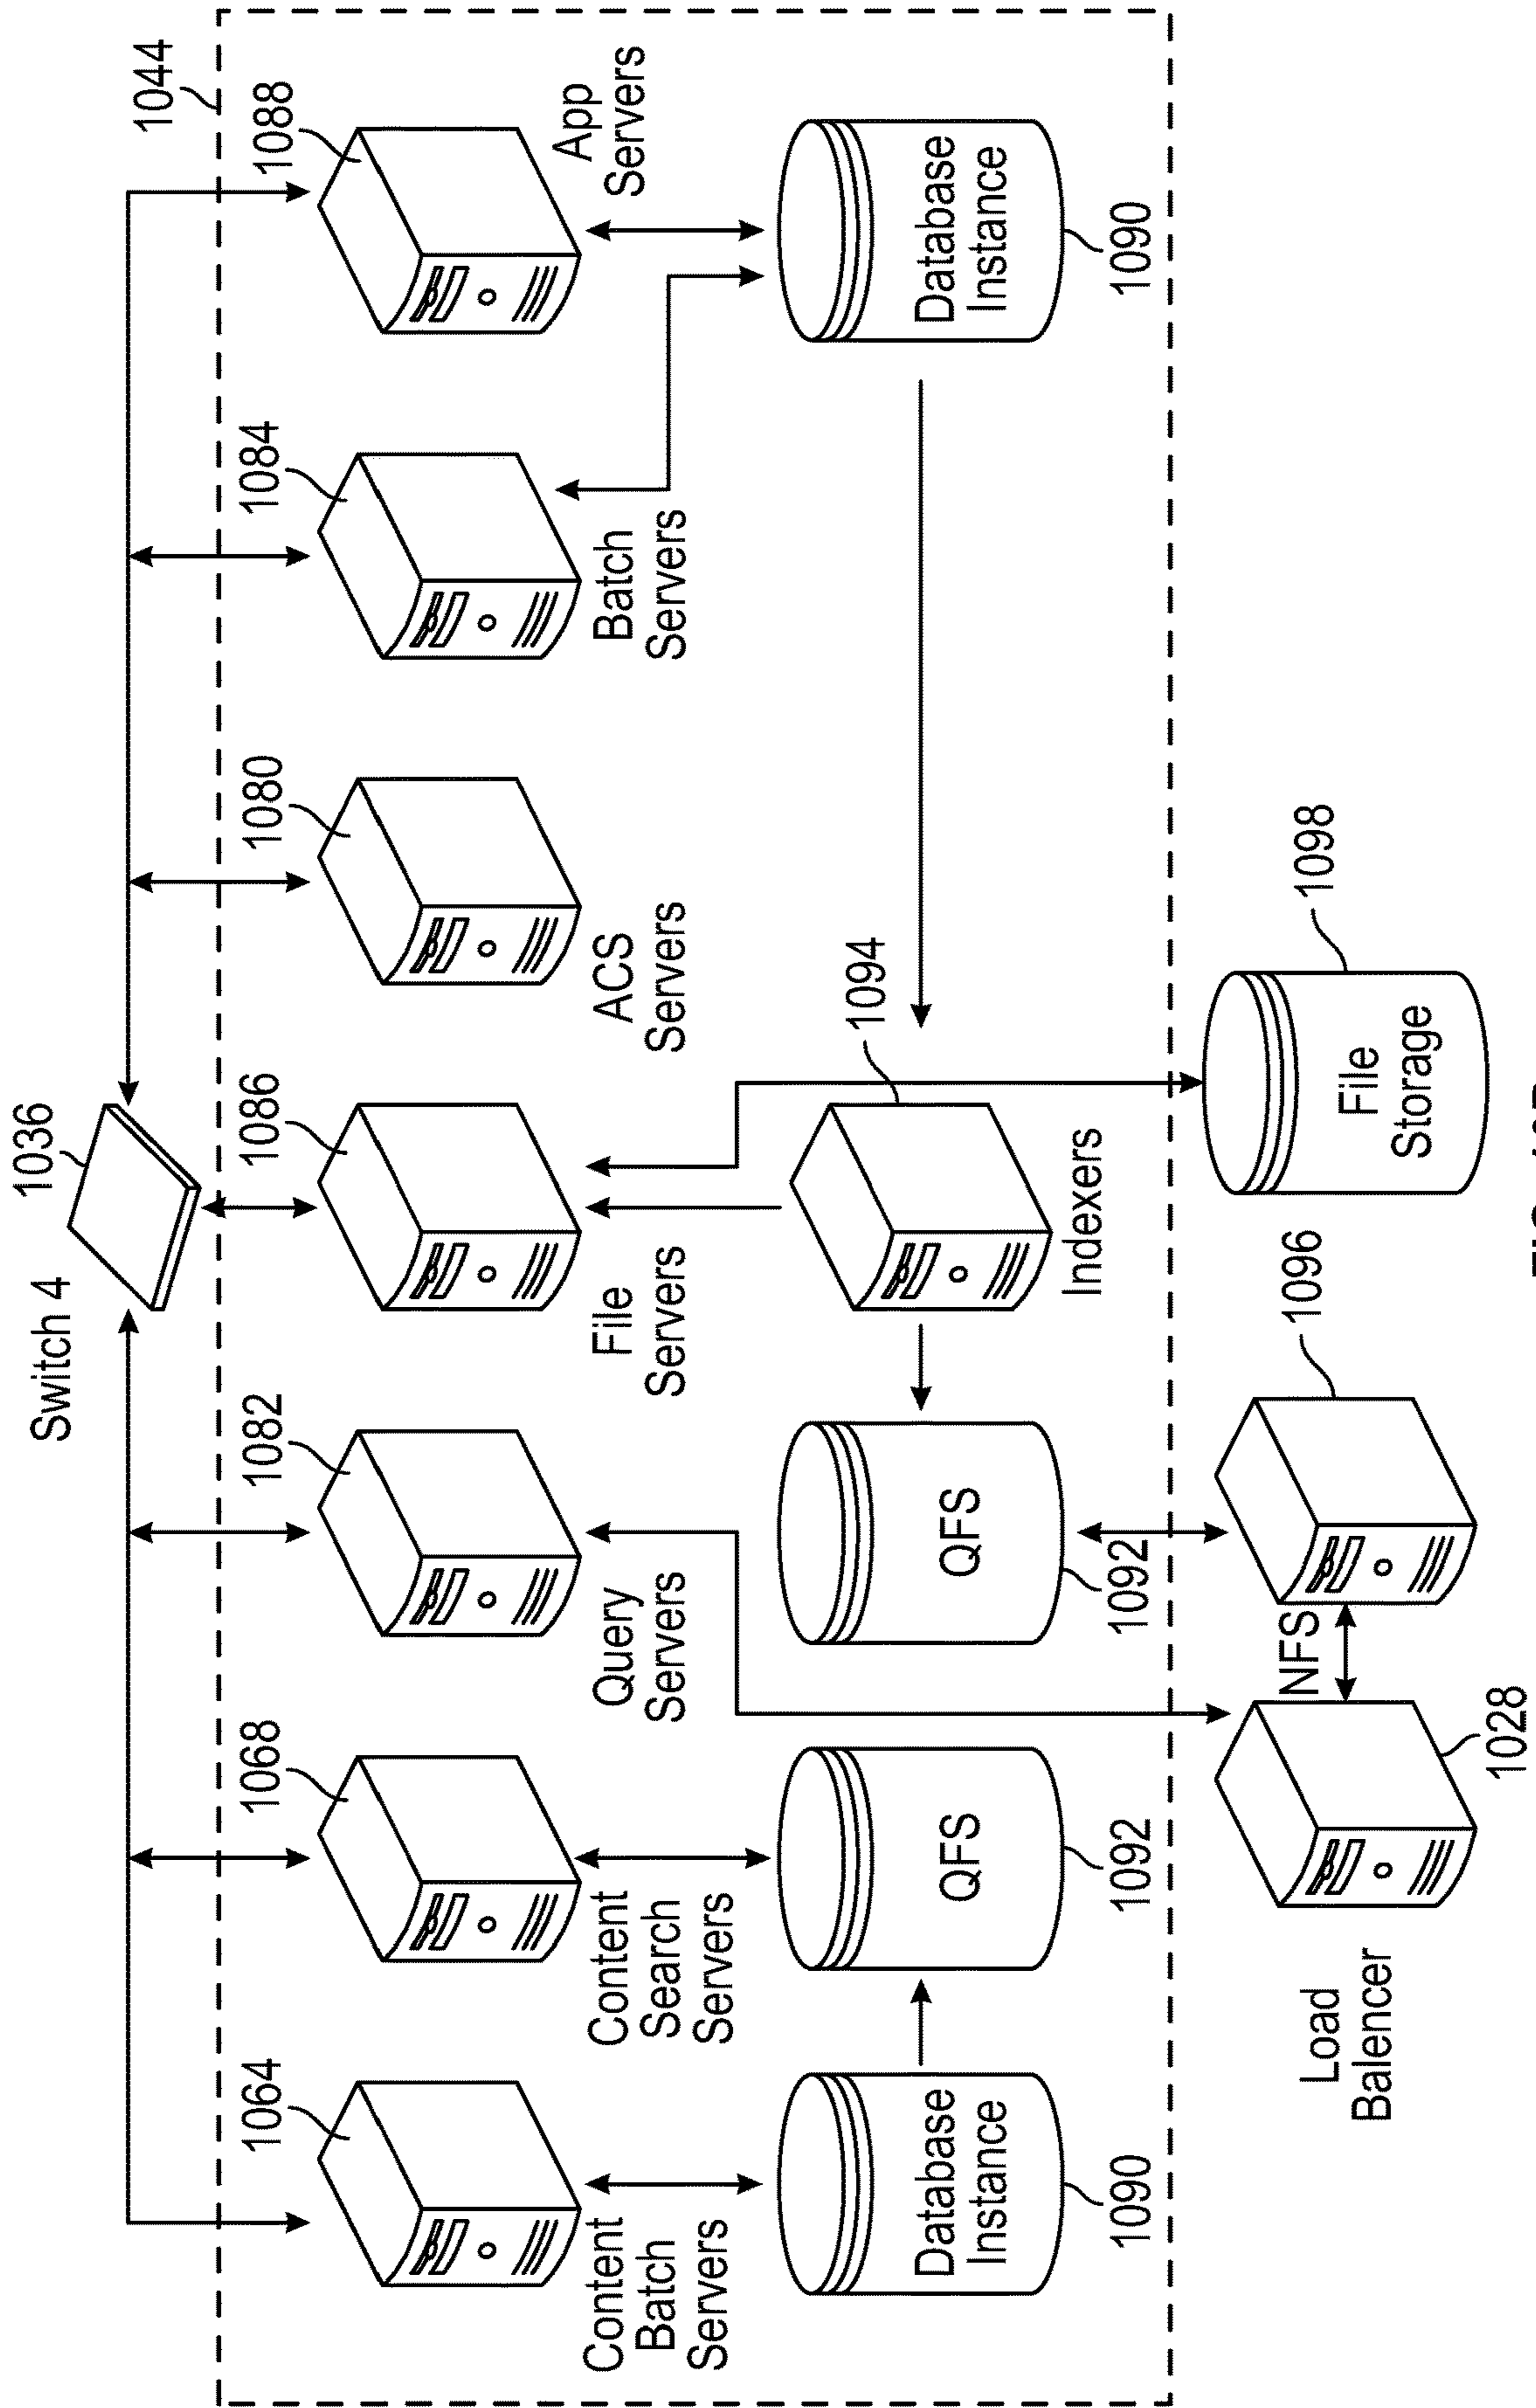 1036
Switch 4
1044
1064
1068
1082
1086
1080
1084
1088
Content
Batch
Servers
Content
Search
Servers
Query
Servers
File
Servers
ACS
Servers
Batch
Servers
App
Servers
1094
Database
Instance
QFS
QFS
Indexers
Database
Instance
1090
1092
1092
1090
Load
Balencer
NFS
1096
1098
File
Storage
1028